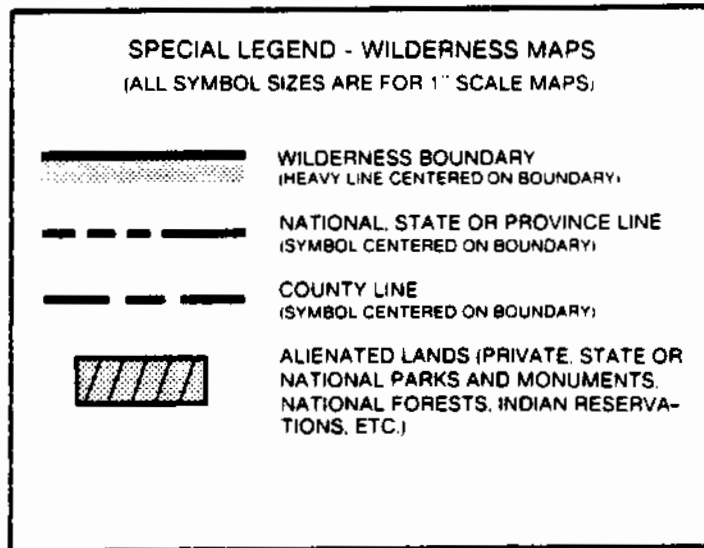 SPECIAL LEGEND - WILDERNESS MAPS
(ALL SYMBOL SIZES ARE FOR 1" SCALE MAPS)
WILDERNESS BOUNDARY
(HEAVY LINE CENTERED ON BOUNDARY)
NATIONAL, STATE OR PROVINCE LINE
(SYMBOL CENTERED ON BOUNDARY)
COUNTY LINE
(SYMBOL CENTERED ON BOUNDARY)
ALIENATED LANDS (PRIVATE, STATE OR
NATIONAL PARKS AND MONUMENTS,
NATIONAL FORESTS, INDIAN RESERVA-
TIONS, ETC.)